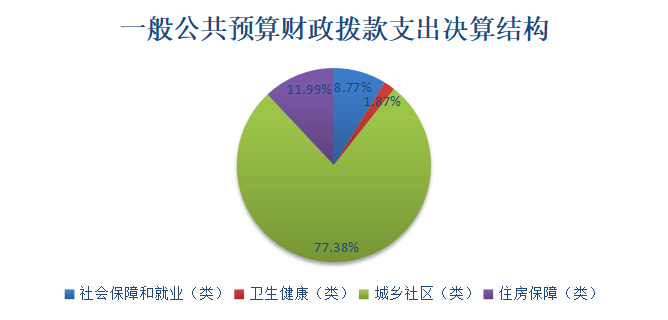 一般公共预算财政拨款支出决算结构
11.99%
8.77%
1.87%
77.38%
社会保障和就业（类） 卫生健康（类） 城乡社区（类） 住房保障（类）